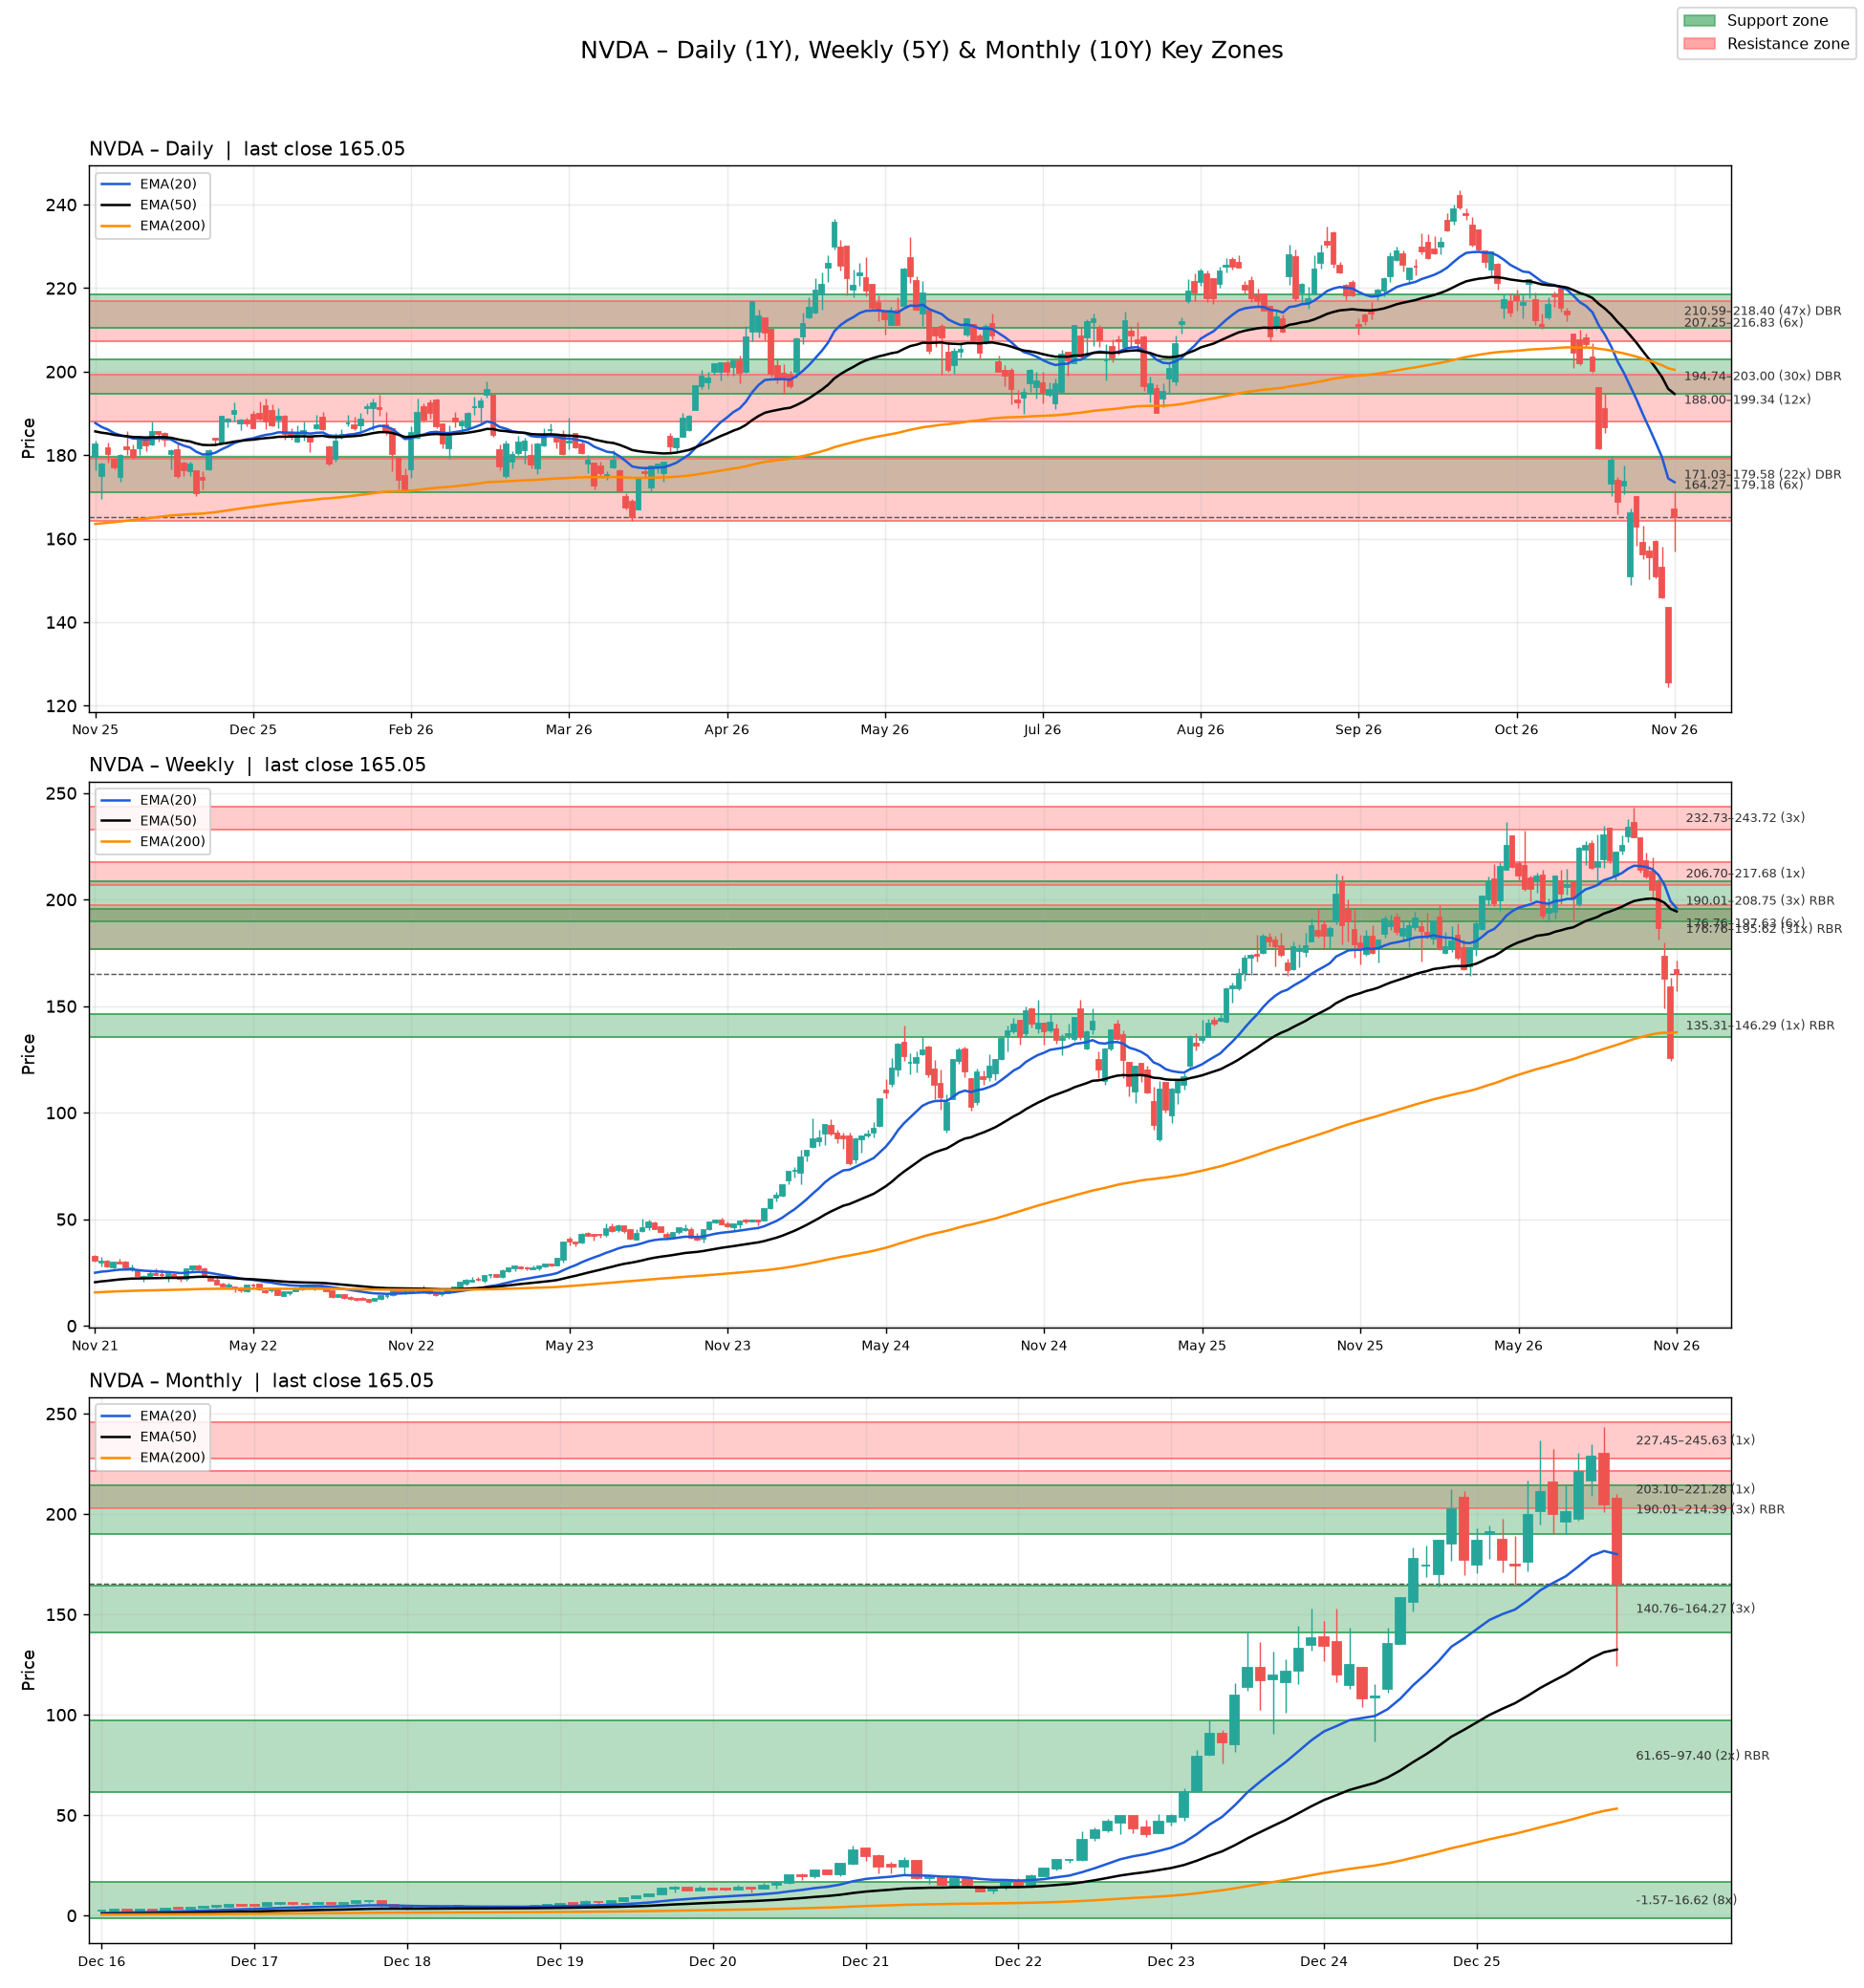 Support zone
Resistance zone
NVDA – Daily (1Y), Weekly (5Y) & Monthly (10Y) Key Zones
NVDA – Daily | last close 165.05
EMA(20)
EMA(50)
EMA(200)
Price
240
220
200
180
160
140
120
210.59–218.40 (47x) DBR
207.25–216.83 (6x)
194.74–203.00 (30x) DBR
188.00–199.34 (12x)
171.03–179.58 (22x) DBR
164.27–179.18 (6x)
Nov 25
Dec 25
Feb 26
Mar 26
Apr 26
May 26
Jul 26
Aug 26
Sep 26
Oct 26
Nov 26
NVDA – Weekly | last close 165.05
EMA(20)
EMA(50)
EMA(200)
Price
250
200
150
100
50
0
232.73–243.72 (3x)
206.70–217.68 (1x)
190.01–208.75 (3x) RBR
176.76–197.62 (6x)
176.76–195.62 (31x) RBR
135.31–146.29 (1x) RBR
Nov 21
May 22
Nov 22
May 23
Nov 23
May 24
Nov 24
May 25
Nov 25
May 26
Nov 26
NVDA – Monthly | last close 165.05
EMA(20)
EMA(50)
EMA(200)
Price
250
200
150
100
50
0
227.45–245.63 (1x)
203.10–221.28 (1x)
190.01–214.39 (3x) RBR
140.76–164.27 (3x)
61.65–97.40 (2x) RBR
-1.57–16.62 (8x)
Dec 16
Dec 17
Dec 18
Dec 19
Dec 20
Dec 21
Dec 22
Dec 23
Dec 24
Dec 25